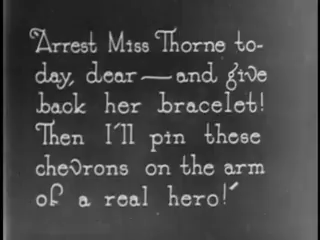 "Arrest Miss Thorne to-
day, dear—and give
back her bracelet!
Then I'll pin these
chevrons on the arm
of a real hero!"